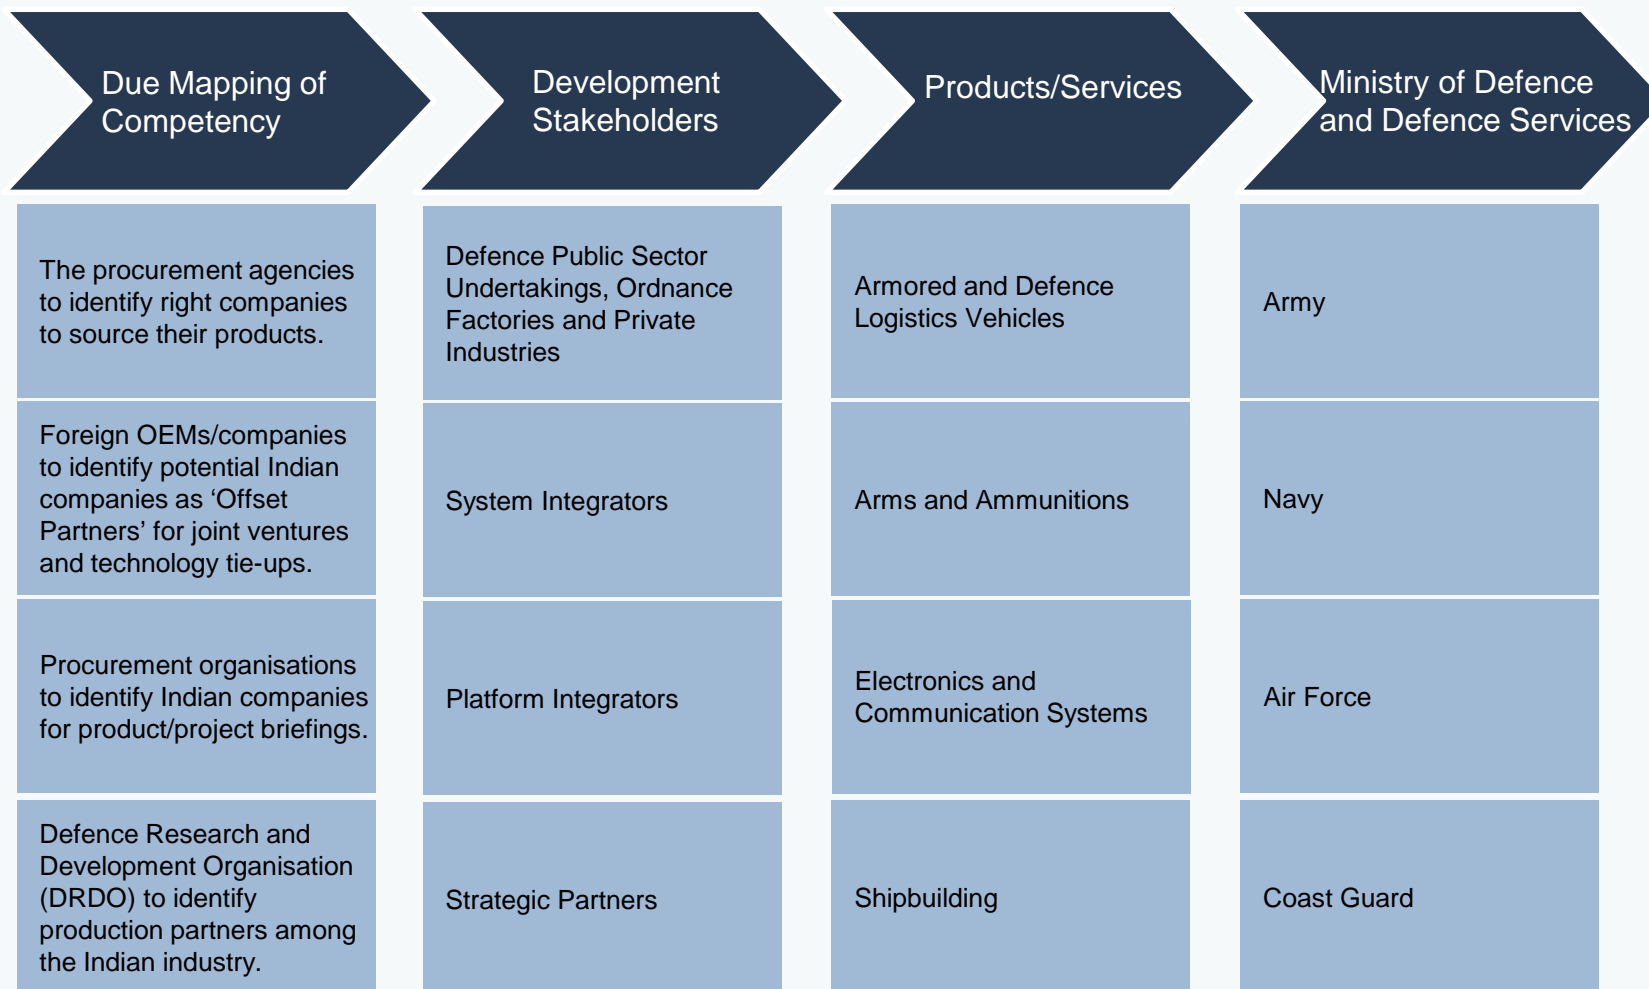 Due Mapping of
Competency
Development
Stakeholders
Products/Services
Ministry of Defence
and Defence Services
The procurement agencies
to identify right companies
to source their products.
Defence Public Sector
Undertakings, Ordnance
Factories and Private
Industries
Armored and Defence
Logistics Vehicles
Army
Foreign OEMs/companies
to identify potential Indian
companies as ‘Offset
Partners’ for joint ventures
and technology tie-ups.
System Integrators
Arms and Ammunitions
Navy
Procurement organisations
to identify Indian companies
for product/project briefings.
Platform Integrators
Electronics and
Communication Systems
Air Force
Defence Research and
Development Organisation
(DRDO) to identify
production partners among
the Indian industry.
Strategic Partners
Shipbuilding
Coast Guard